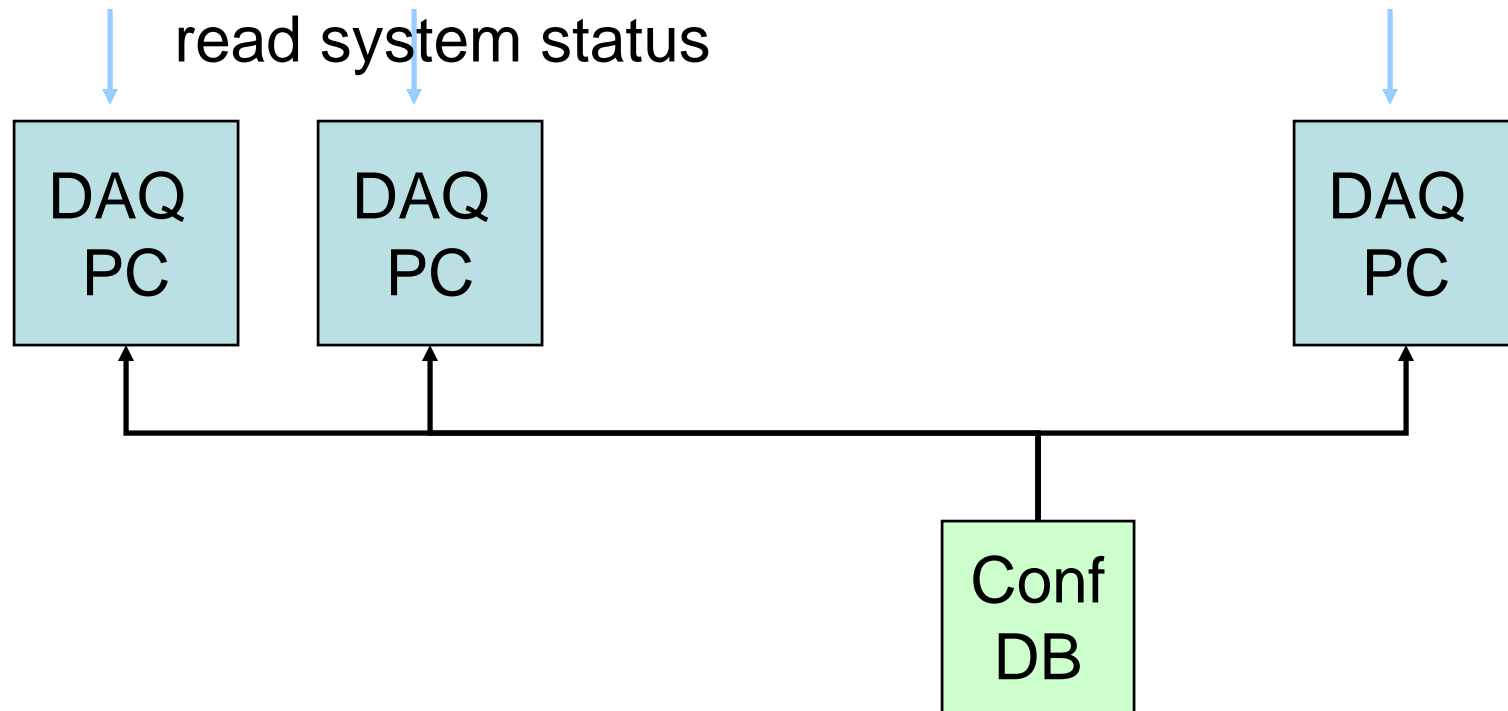 read system status
DAQ
PC
DAQ
PC
DAQ
PC
Conf
DB